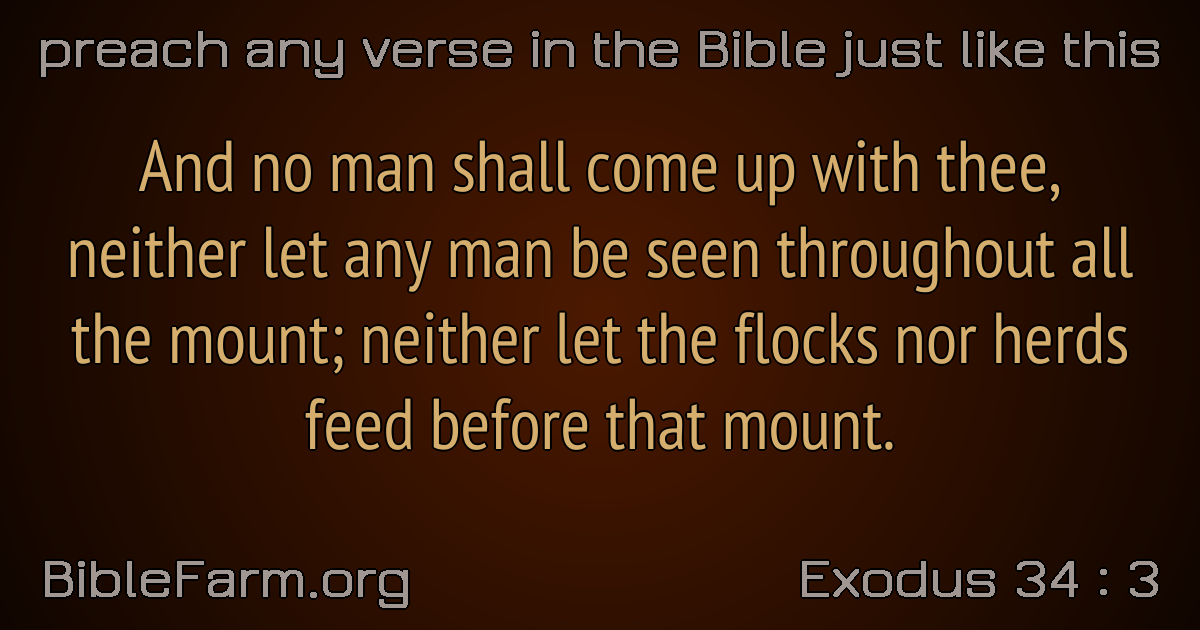 preach any verse in the Bible just like this
And no man shall come up with thee,
neither let any man be seen throughout all
the mount; neither let the flocks nor herds
feed before that mount.
BibleFarm.org
Exodus 34 : 3